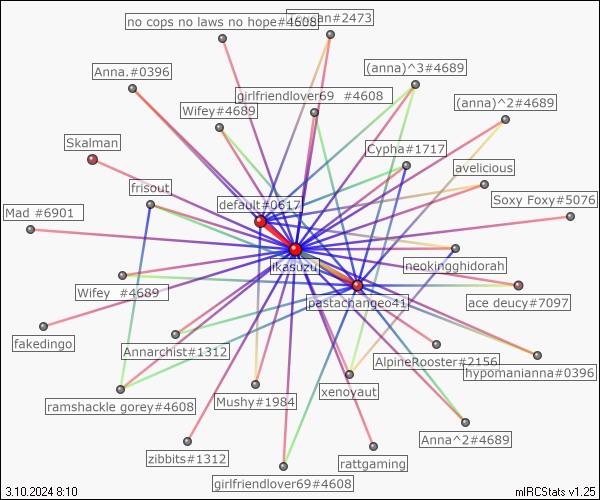 no cops no laws no hope#4608
man#2473
Anna.#0396
(anna)^3#4689
girlfriendlover69 #4608
(anna)^2#4689
Wifey#4689
Skalman
Cypha#1717
avelicious
frisout
Soxy Foxy#5076
default#0617
Mad #6901
neokingghidorah
ikasuzu
Wifey #4689
pastachangeo41
ace deucy#7097
fakedingo
Annarchist#1312
AlpineRooster#2156
hypomanianna#0396
xenoyaut
ramshackle gorey#4608
Mushy#1984
Anna^2#4689
zibbits#1312
rattgaming
girlfriendlover69#4608
3.10.2024 8:10
mIRCStats v1.25